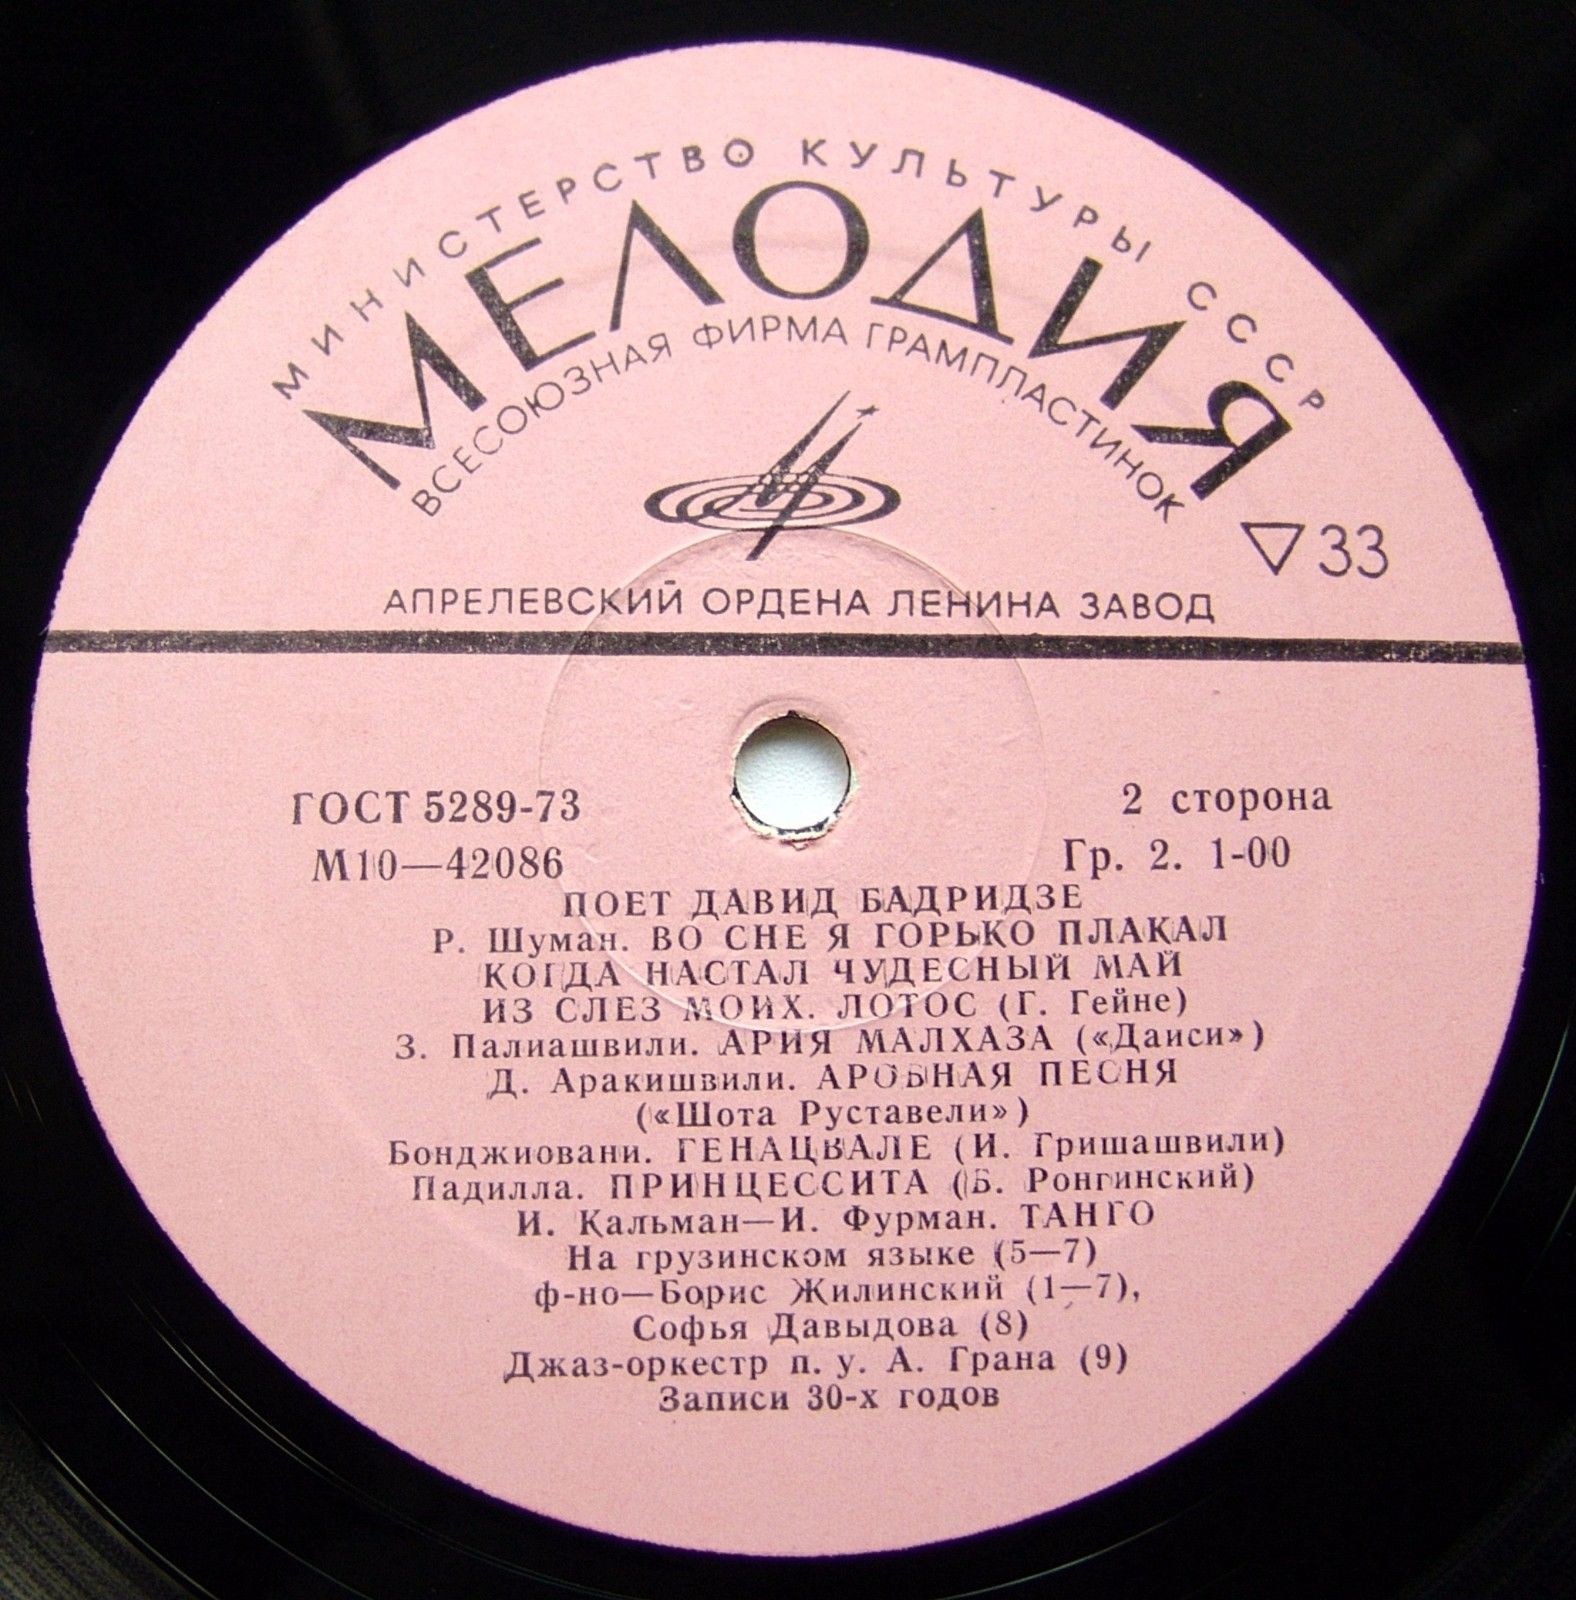 МИНИСТЕРСТВО КУЛЬТУРЫ СССР
МЕЛОДИЯ
ВСЕСОЮЗНАЯ ФИРМА ГРАМПЛАСТИНОК
33
АПРЕЛЕВСКИЙ ОРДЕНА ЛЕНИНА ЗАВОД
ГОСТ 5289-73
2 сторона
М10—42086
Гр. 2. 1-00
ПОЕТ ДАВИД БАДРИДЗЕ
Р. Шуман. ВО СНЕ Я ГОРЬКО ПЛАКАЛ
КОГДА НАСТАЛ ЧУДЕСНЫЙ МАЙ
ИЗ СЛЕЗ МОИХ. ЛОТОС (Г. Гейне)
З. Палиашвили. АРИЯ МАЛХАЗА («Даиси»)
Д. Аракишвили. АРОБНАЯ ПЕСНЯ
(«Шота Руставели»)
Бонджиовани. ГЕНАЦВАЛЕ (И. Гришашвили)
Падилла. ПРИНЦЕССИТА (Б. Ронгинский)
И. Кальман—И. Фурман. ТАНГО
На грузинском языке (5—7)
ф-но—Борис Жилинский (1—7),
Софья Давыдова (8)
Джаз-оркестр п. у. А. Грана (9)
Записи 30-х годов